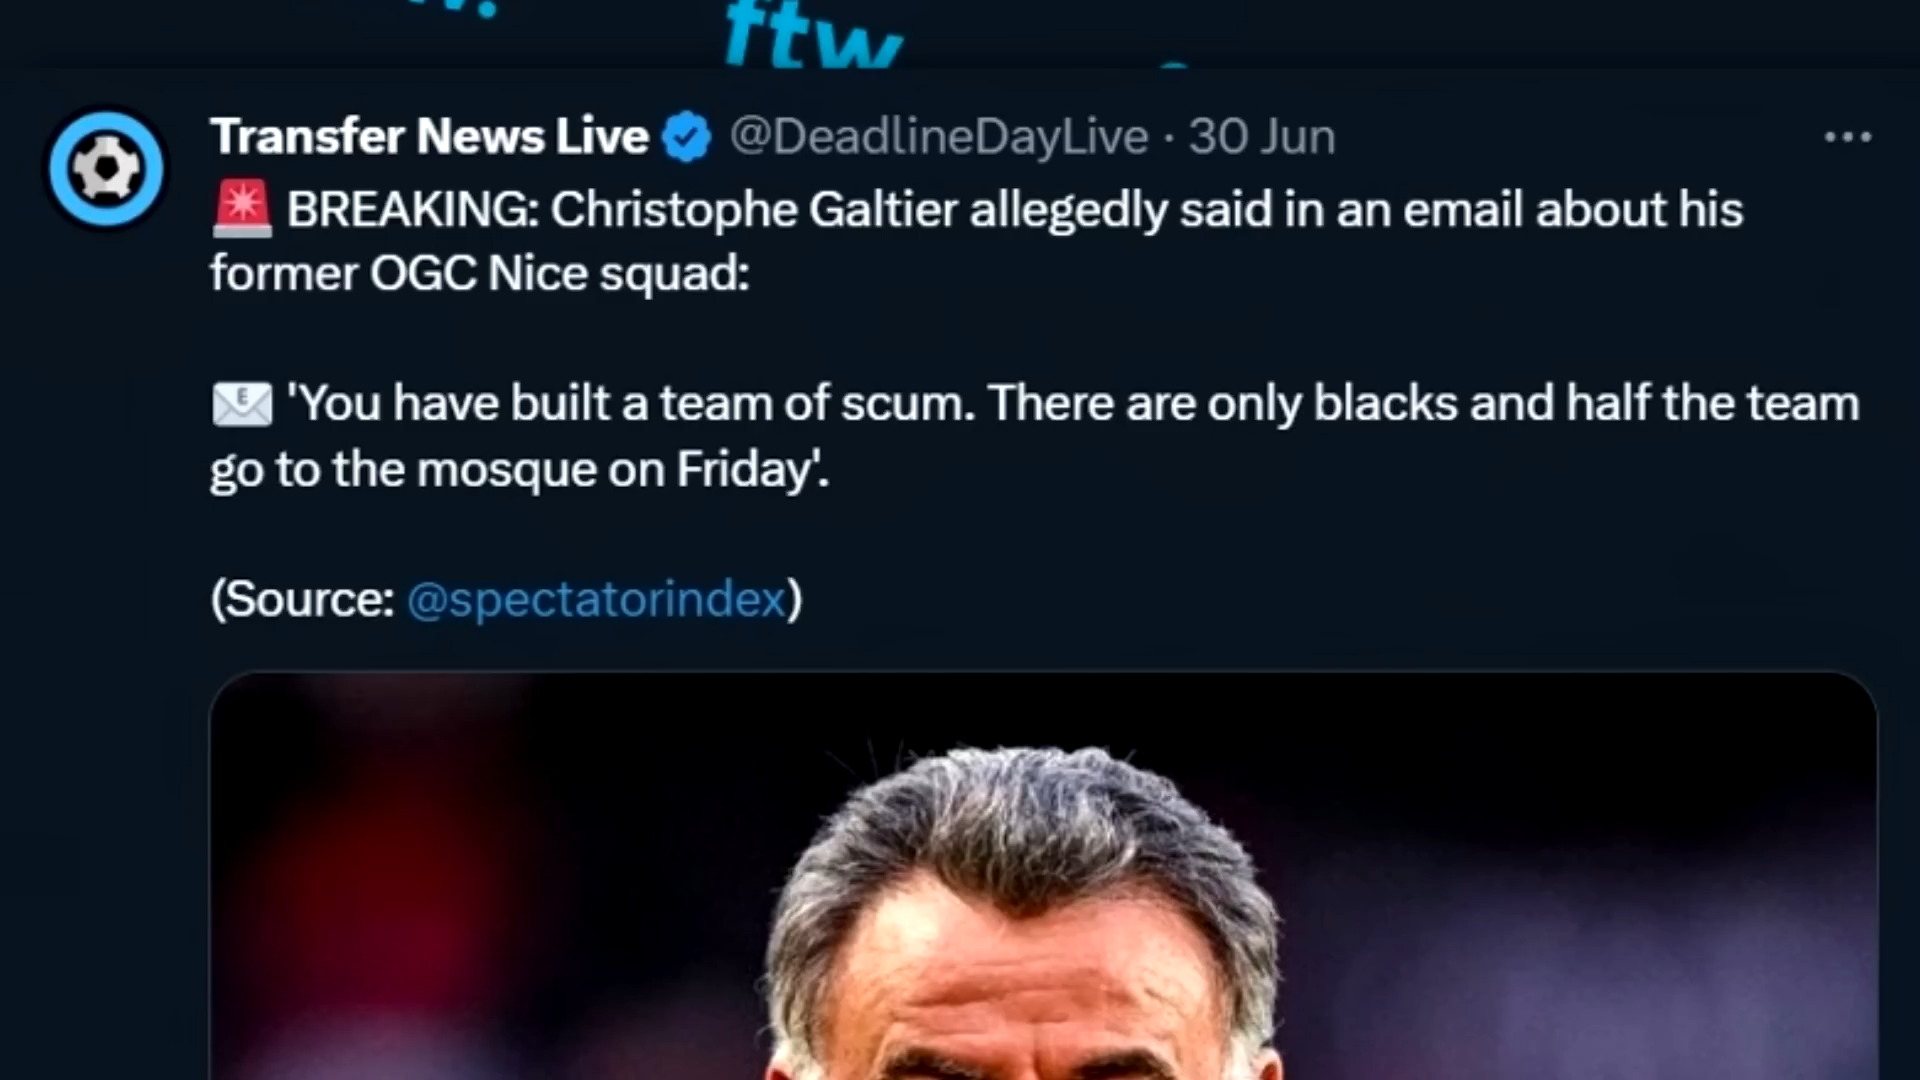 ftw
Transfer News Live @DeadlineDayLive · 30 Jun
🚨 BREAKING: Christophe Galtier allegedly said in an email about his
former OGC Nice squad:
📧 'You have built a team of scum. There are only blacks and half the team
go to the mosque on Friday'.
(Source: @spectatorindex)